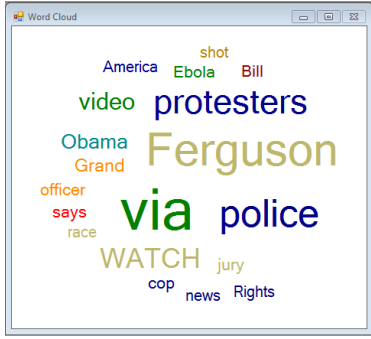 Word Cloud
shot
America Ebola Bill
video protesters
Obama Ferguson
Grand
officer
says via police
race
WATCH jury
cop news Rights